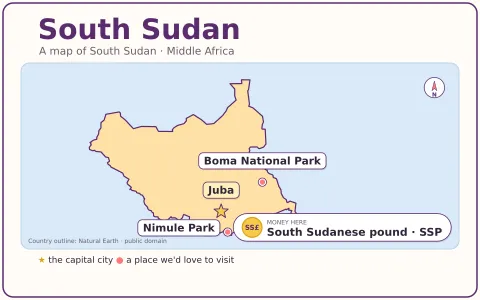 South Sudan
A map of South Sudan · Middle Africa
N
Boma National Park
Juba
Nimule Park
SS£
MONEY HERE
South Sudanese pound · SSP
Country outline: Natural Earth · public domain
★ the capital city ● a place we'd love to visit